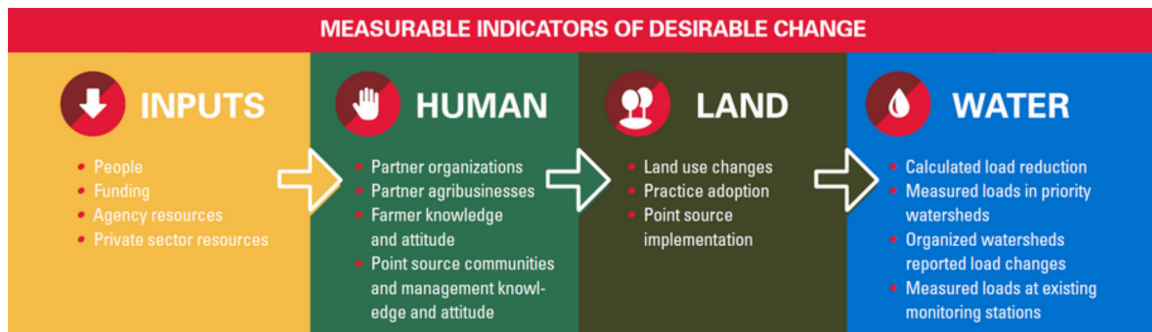 MEASURABLE INDICATORS OF DESIRABLE CHANGE
INPUTS
• People
• Funding
• Agency resources
• Private sector resources
HUMAN
• Partner organizations
• Partner agribusinesses
• Farmer knowledge
and attitude
• Point source communities
and management knowl-
edge and attitude
LAND
• Land use changes
• Practice adoption
• Point source
implementation
WATER
• Calculated load reduction
• Measured loads in priority
watersheds
• Organized watersheds
reported load changes
• Measured loads at existing
monitoring stations